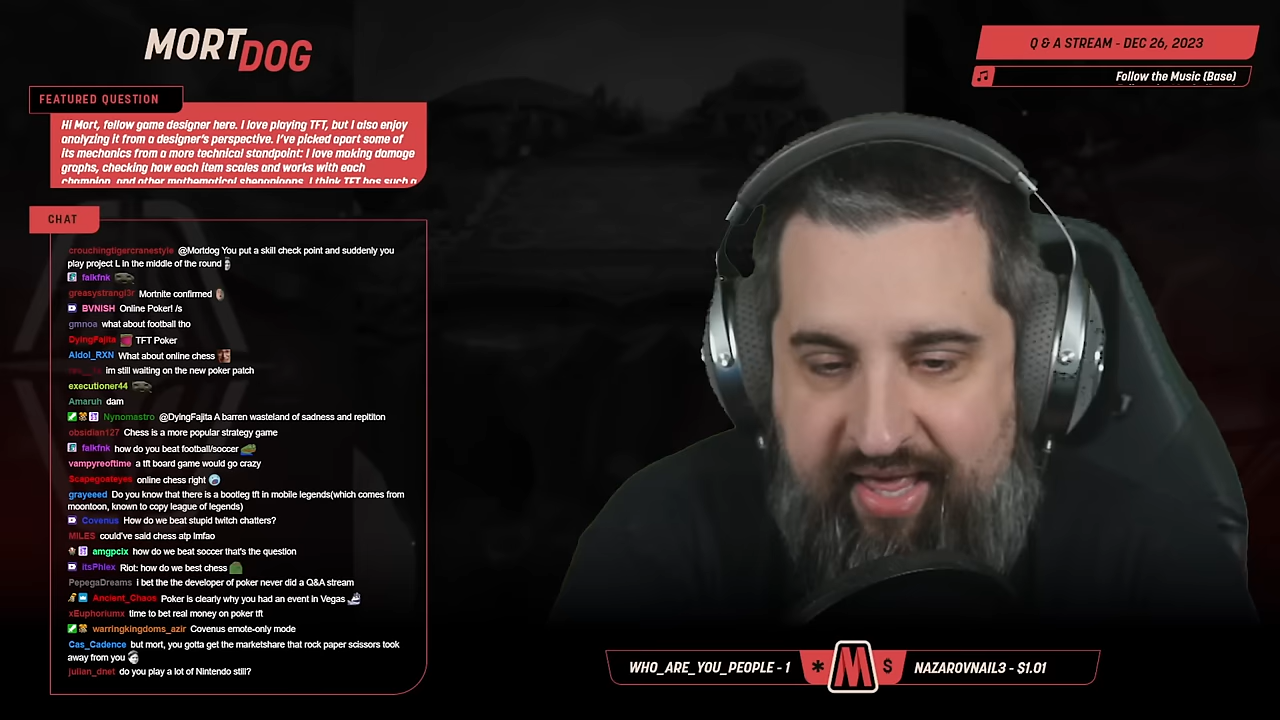 MORTDOG
Q & A STREAM - DEC 26, 2023
Follow the Music (Base)
FEATURED QUESTION
Hi Mort, fellow game designer here. I love playing TFT, but I also enjoy
analyzing it from a designer's perspective. I've picked apart some of
its mechanics from a more technical standpoint: I love making damage
graphs, checking how each item scales and works with each
champion, and other mathematical shenanigans. I think TFT has such a
CHAT
crouchingtigercranestyle @Mortdog You put a skill check point and suddenly you
play project L in the middle of the round
falkfnk
greasystrangl3r Mortnite confirmed
BVNISH Online Poker! /s
gmnoa what about football tho
DyingFajita TFT Poker
Aldol_RXN What about online chess
im still waiting on the new poker patch
executioner44
Amaruh dam
Nynomastro @DyingFajita A barren wasteland of sadness and repititon
obsidian127 Chess is a more popular strategy game
falkfnk how do you beat football/soccer
vampyreoftime a tft board game would go crazy
Scapegoateyes online chess right
grayeeed Do you know that there is a bootleg tft in mobile legends(which comes from
moontoon, known to copy league of legends)
Covenus How do we beat stupid twitch chatters?
MILES could've said chess atp lmfao
amgpcix how do we beat soccer that's the question
itsPhlex Riot: how do we best chess
PepegaDreams i bet the the developer of poker never did a Q&A stream
Ancient_Chaos Poker is clearly why you had an event in Vegas
xEuphoriumx time to bet real money on poker tft
warringkingdoms_azir Covenus emote-only mode
Cas_Cadence but mort, you gotta get the marketshare that rock paper scissors took
away from you
julian_dnet do you play a lot of Nintendo still?
WHO_ARE_YOU_PEOPLE - 1
* M $
NAZAROVNAIL3 - $1.01